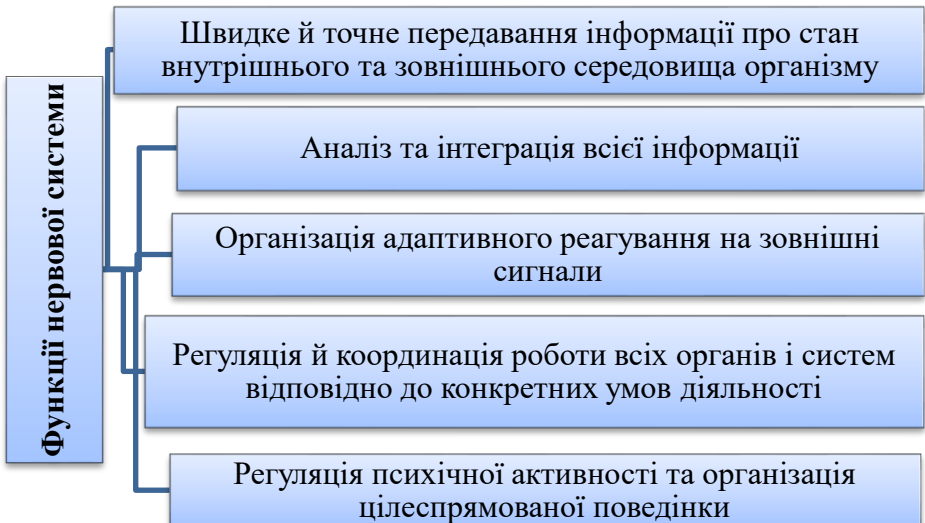 Функції нервової системи
Швидке й точне передавання інформації про стан
внутрішнього та зовнішнього середовища організму
Аналіз та інтеграція всієї інформації
Організація адаптивного реагування на зовнішні
сигнали
Регуляція й координація роботи всіх органів і систем
відповідно до конкретних умов діяльності
Регуляція психічної активності та організація
цілеспрямованої поведінки